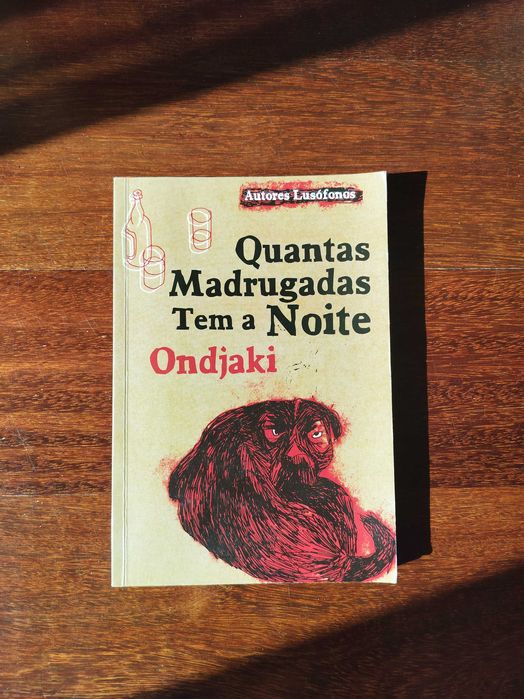 Autores Lusófonos
Quantas
Madrugadas
Tem a Noite
Ondjaki